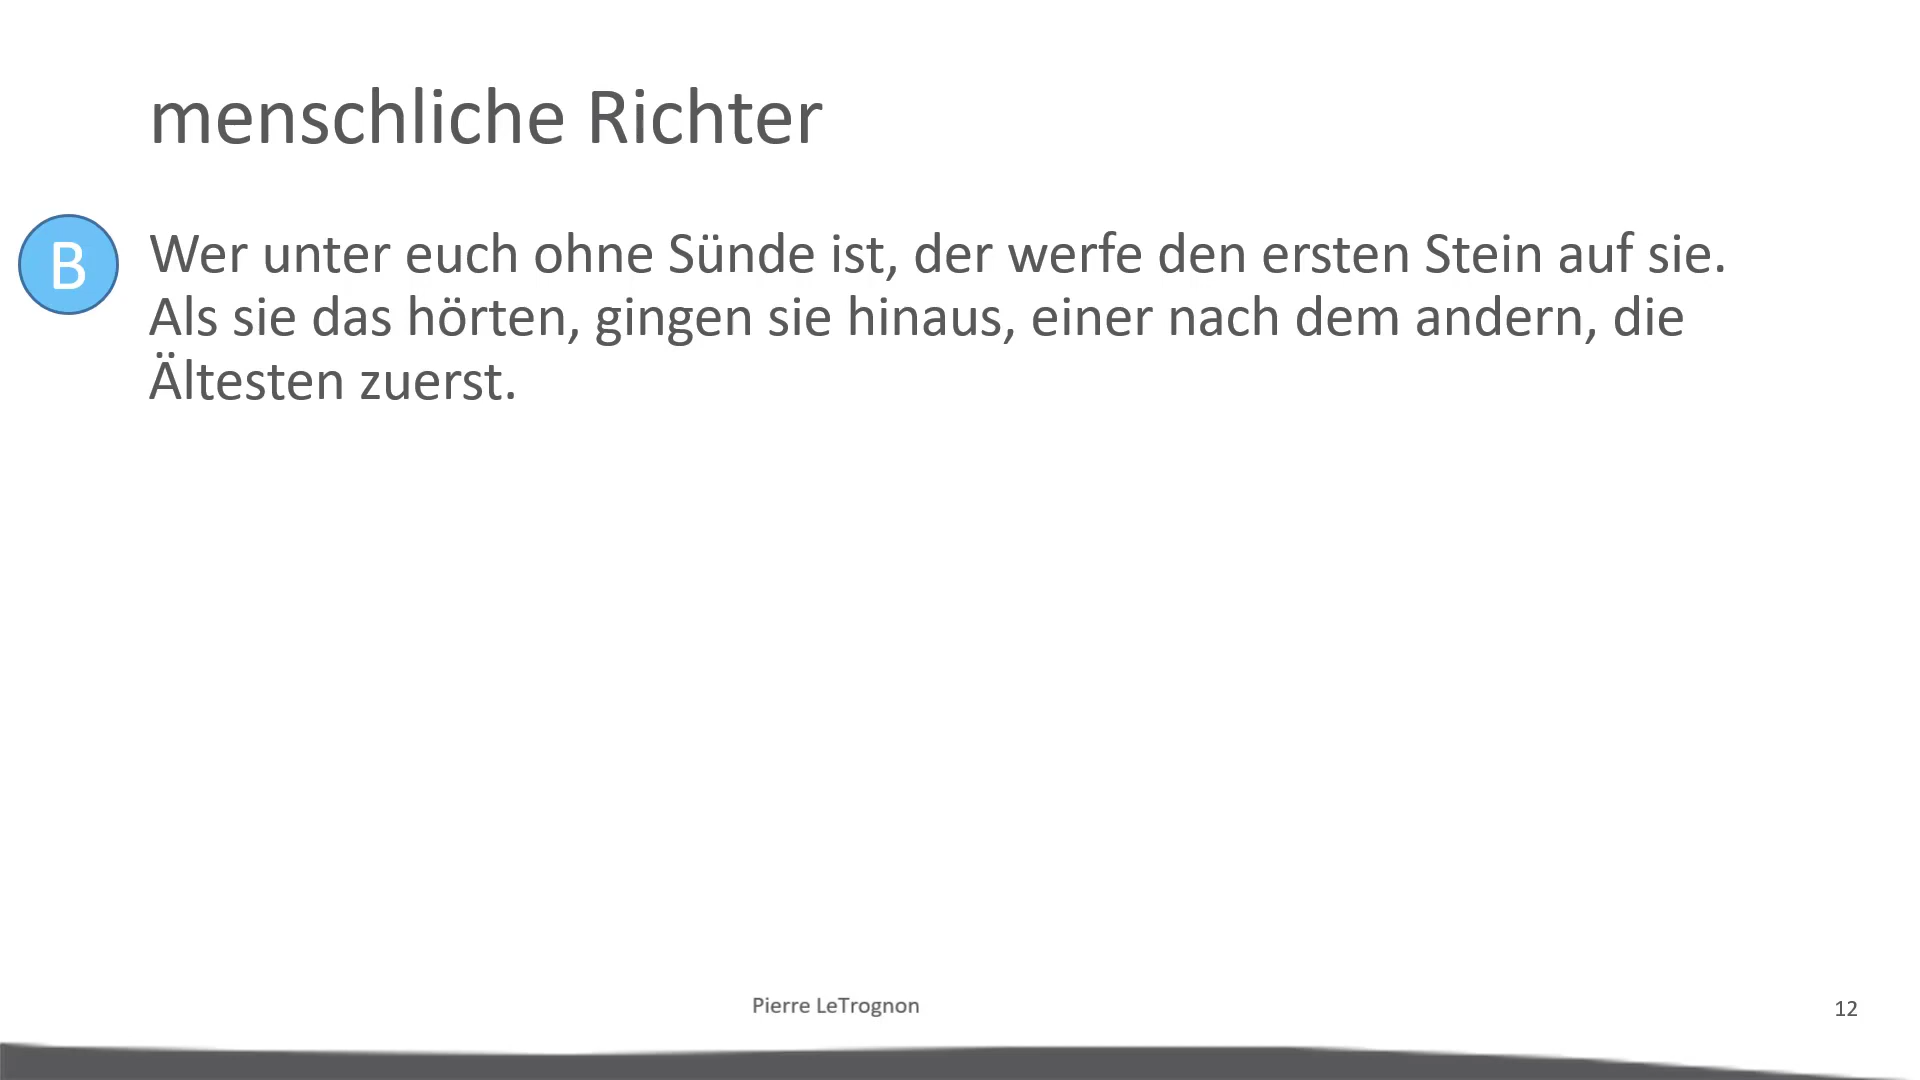 menschliche Richter
B
Wer unter euch ohne Sünde ist, der werfe den ersten Stein auf sie.
Als sie das hörten, gingen sie hinaus, einer nach dem andern, die
Ältesten zuerst.
Pierre LeTrognon
12